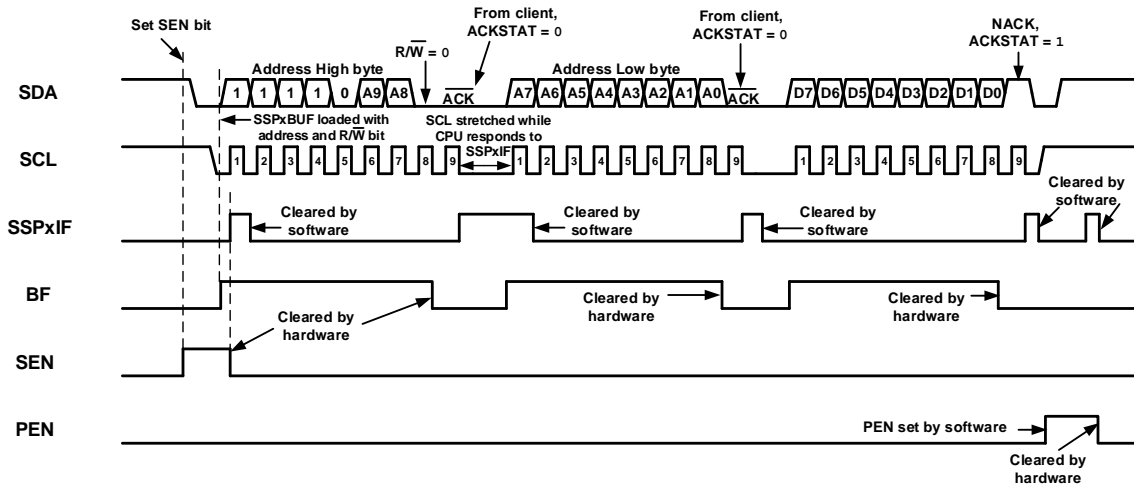 Set SEN bit
R/W = 0
From client,
ACKSTAT = 0
From client,
ACKSTAT = 0
NACK,
ACKSTAT = 1
Address High byte
Address Low byte
SDA
1 1 1 1 0 A9 A8
ACK
A7 A6 A5 A4 A3 A2 A1 A0
ACK
D7 D6 D5 D4 D3 D2 D1 D0
SSPxBUF loaded with
address and R/W bit
SCL stretched while
CPU responds to
SSPxIF
SCL
1 2 3 4 5 6 7 8 9
1 2 3 4 5 6 7 8 9
1 2 3 4 5 6 7 8 9
SSPxIF
Cleared by
software
Cleared by
software
Cleared by
software
Cleared by
software
BF
Cleared by
hardware
Cleared by
hardware
Cleared by
hardware
SEN
PEN
PEN set by software
Cleared by
hardware